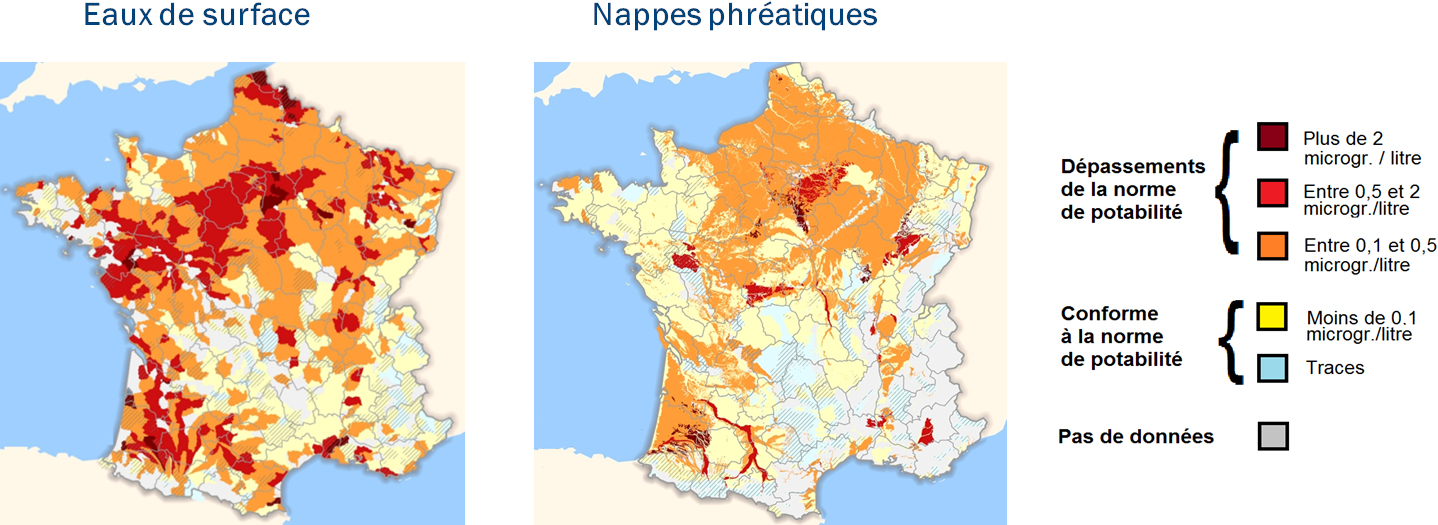 Eaux de surface
Nappes phréatiques
Dépassements
de la norme
de potabilité
Plus de 2
microgr. / litre
Entre 0,5 et 2
microgr./litre
Entre 0,1 et 0,5
microgr./litre
Conforme
à la norme
de potabilité
Moins de 0,1
microgr./litre
Traces
Pas de données